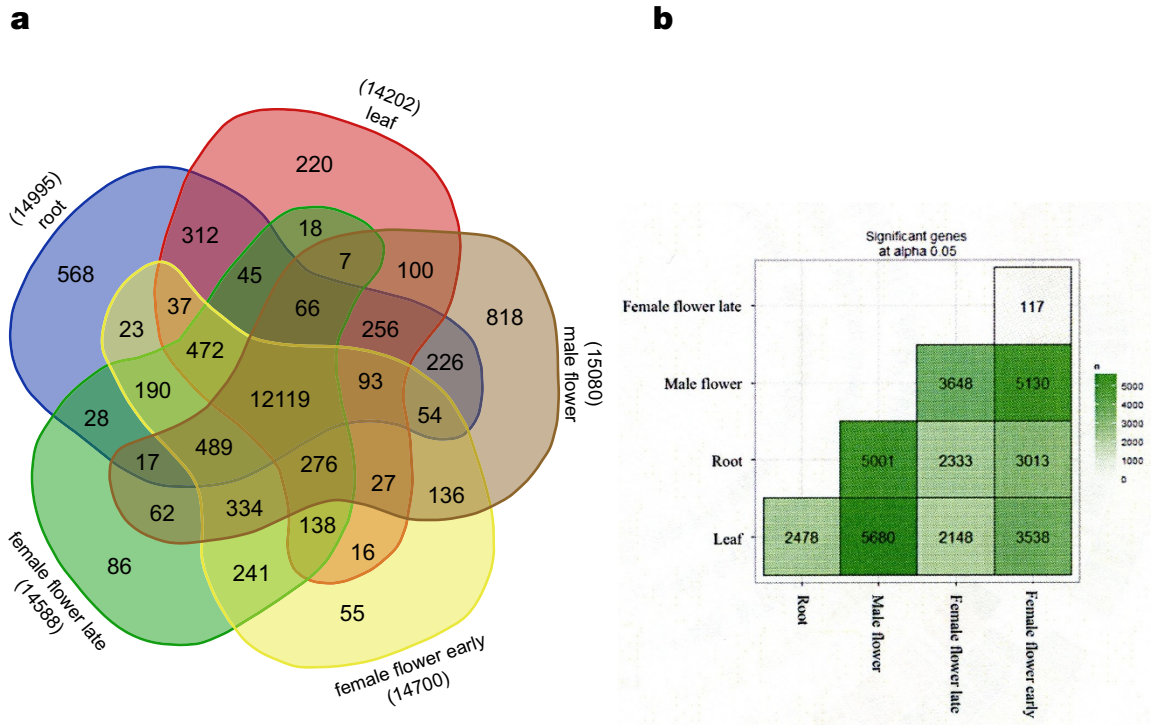 a
b
(14202)
leaf
(14995)
root
220
312
18
7
100
568
45
818
37
66
256
23
226
472
93
190
12119
54
28
489
17
276
27
136
334
62
138
16
86
241
55
male flower
(15080)
female flower late
(14588)
female flower early
(14700)
Significant genes
at alpha 0.05
Female flower late
117
Male flower
3648
5130
Root
5001
2333
3013
Leaf
2478
5680
2148
3538
Root
Male flower
Female flower late
Female flower early
n
5000
4000
3000
2000
1000
0